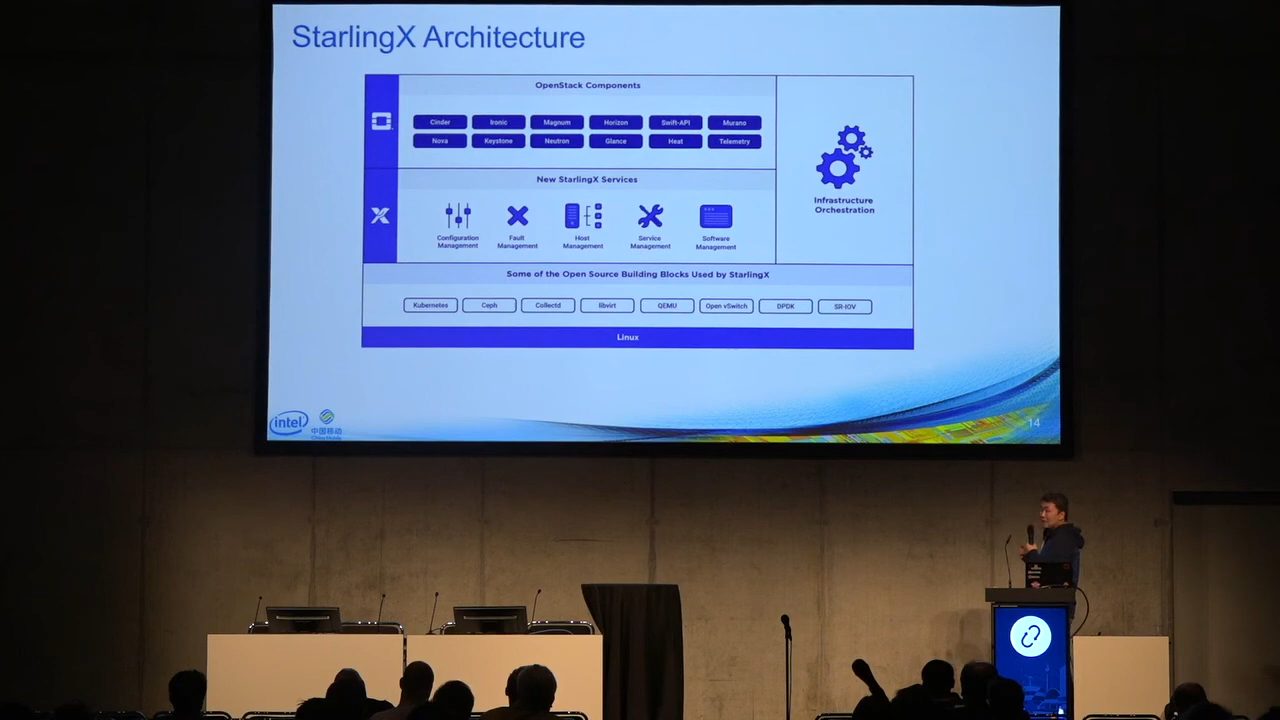 StarlingX Architecture
OpenStack Components
Cinder Ironic Magnum Horizon Swift-API Murano
Nova Keystone Neutron Glance Heat Telemetry
New StarlingX Services
Configuration Management
Fault Management
Host Management
Service Management
Software Management
Infrastructure
Orchestration
Some of the Open Source Building Blocks Used by StarlingX
Kubernetes Ceph Collectd libvirt QEMU Open vSwitch DPDK SR-IOV
Linux
intel
中国移动
China Mobile
14